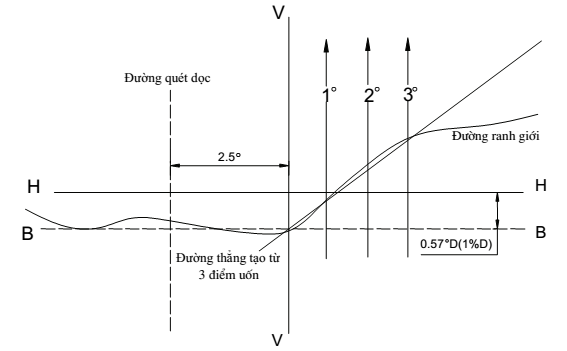 V
Đường quét dọc
1°
2°
3°
Đường ranh giới
2.5°
H
H
B
B
0.57°D(1%D)
Đường thẳng tạo từ
3 điểm uốn
V